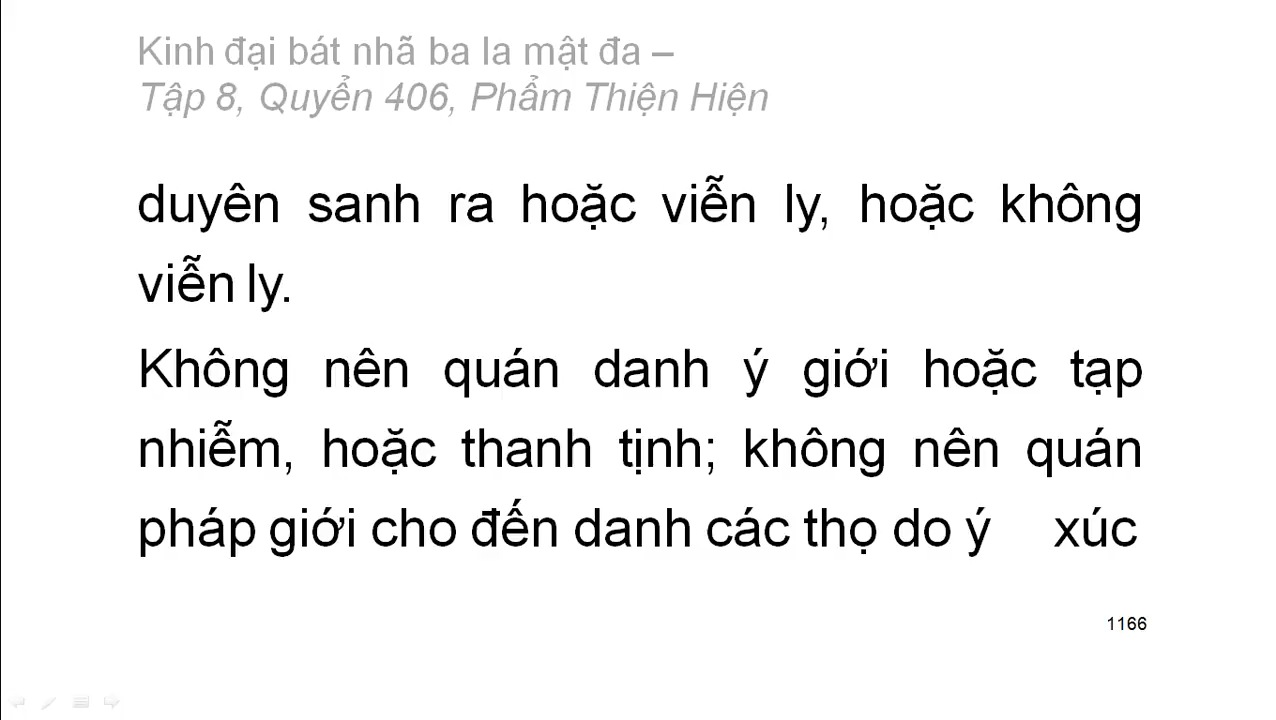 Kinh đại bát nhã ba la mật đa –
Tập 8, Quyển 406, Phẩm Thiện Hiện
duyên sanh ra hoặc viễn ly, hoặc không
viễn ly.
Không nên quán danh ý giới hoặc tạp
nhiễm, hoặc thanh tịnh; không nên quán
pháp giới cho đến danh các thọ do ý xúc
1166